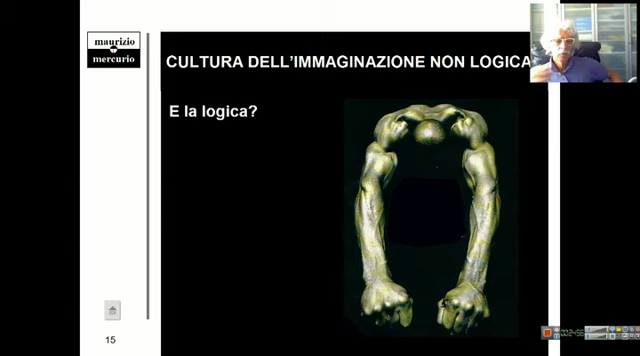 maurizio
mercurio
CULTURA DELL'IMMAGINAZIONE NON LOGICA
E la logica?
15